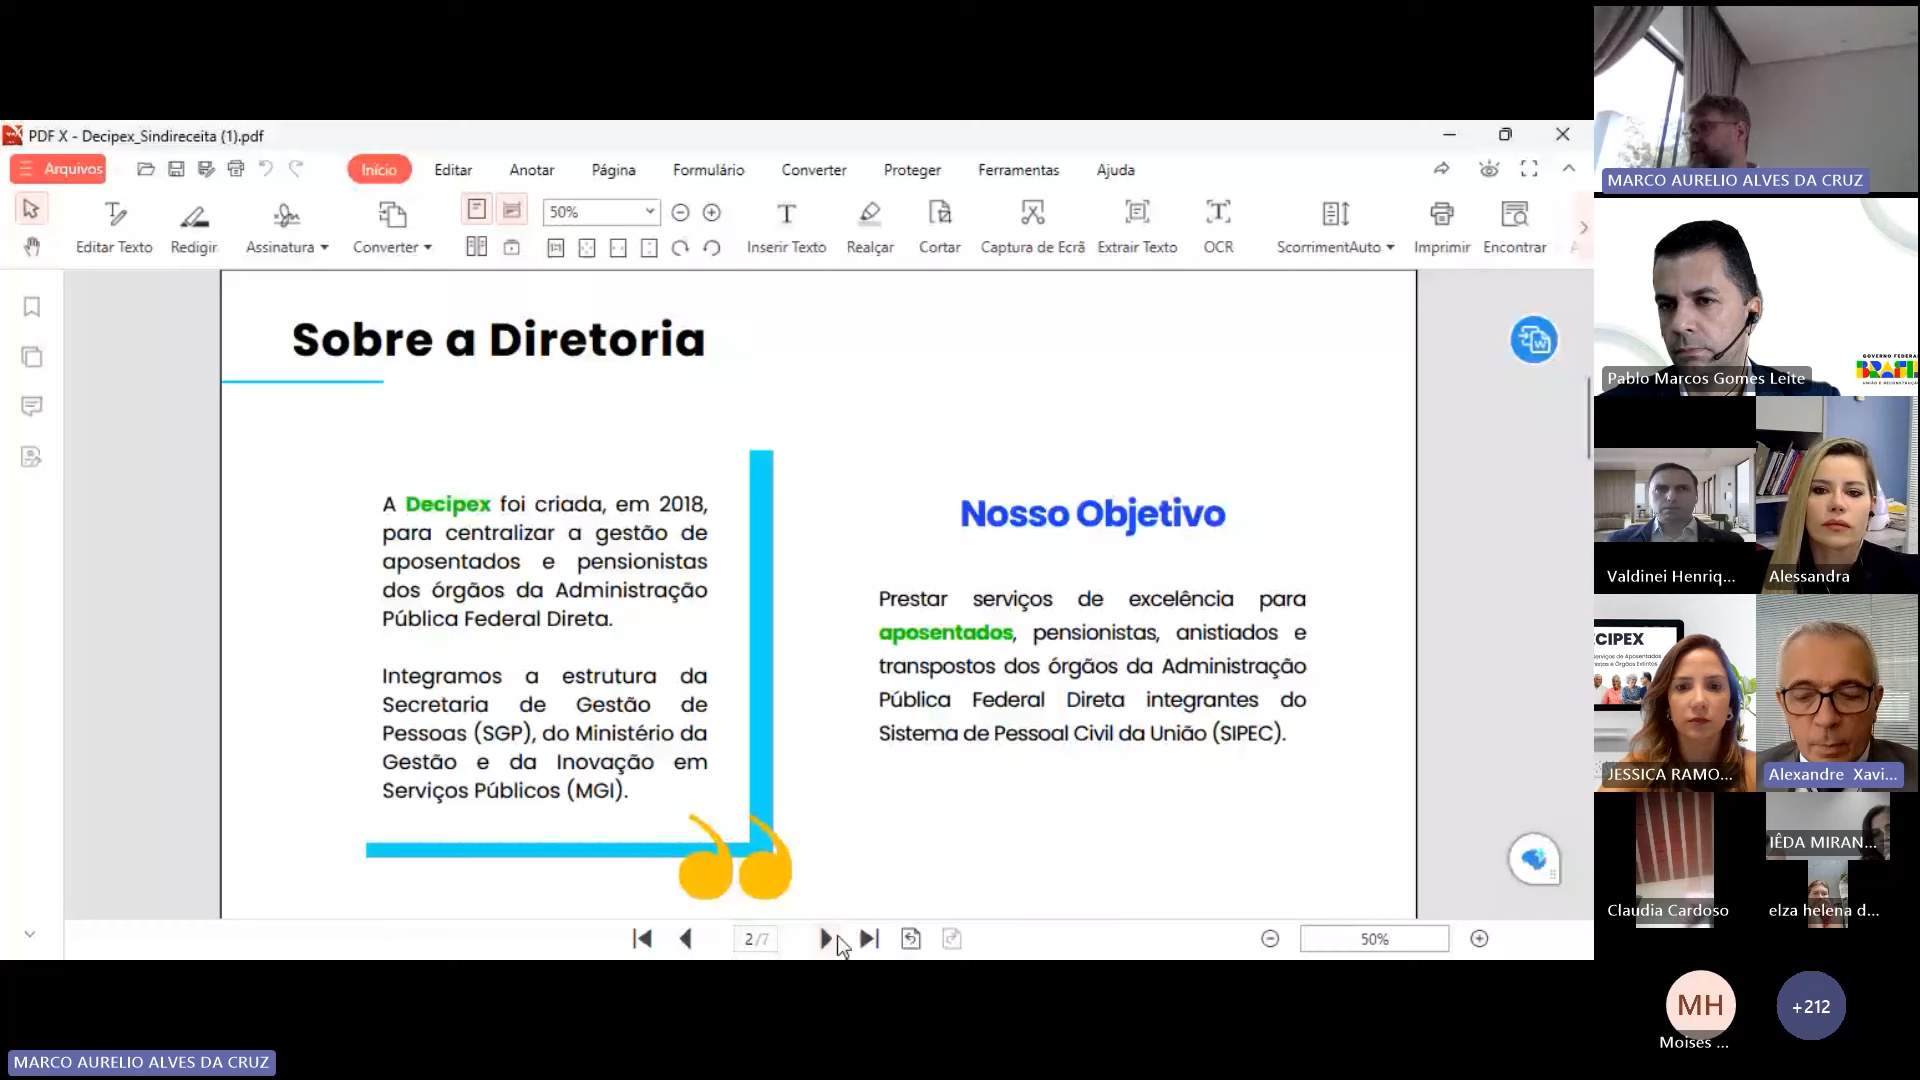 PDF X - Decipex_Sindireceita (1).pdf
Arquivos
Início
Editar
Anotar
Página
Formulário
Converter
Proteger
Ferramentas
Ajuda
50%
Editar Texto
Redigir
Assinatura
Converter
Inserir Texto
Realçar
Cortar
Captura de Ecrã
Extrair Texto
OCR
ScorrimentAuto
Imprimir
Encontrar
Sobre a Diretoria
A Decipex foi criada, em 2018,
para centralizar a gestão de
aposentados e pensionistas
dos órgãos da Administração
Pública Federal Direta.
Integramos a estrutura da
Secretaria de Gestão de
Pessoas (SGP), do Ministério da
Gestão e da Inovação em
Serviços Públicos (MGI).
Nosso Objetivo
Prestar serviços de excelência para
aposentados, pensionistas, anistiados e
transpostos dos órgãos da Administração
Pública Federal Direta integrantes do
Sistema de Pessoal Civil da União (SIPEC).
2/7
50%
MARCO AURELIO ALVES DA CRUZ
MARCO AURELIO ALVES DA CRUZ
Pablo Marcos Gomes Leite
GOVERNO FEDERAL
BRASIL
Valdinei Henriq...
Alessandra
CIPEX
JESSICA RAMO...
Alexandre Xavi...
Claudia Cardoso
IÊDA MIRAN...
elza helena d...
MH
Moises ...
+212